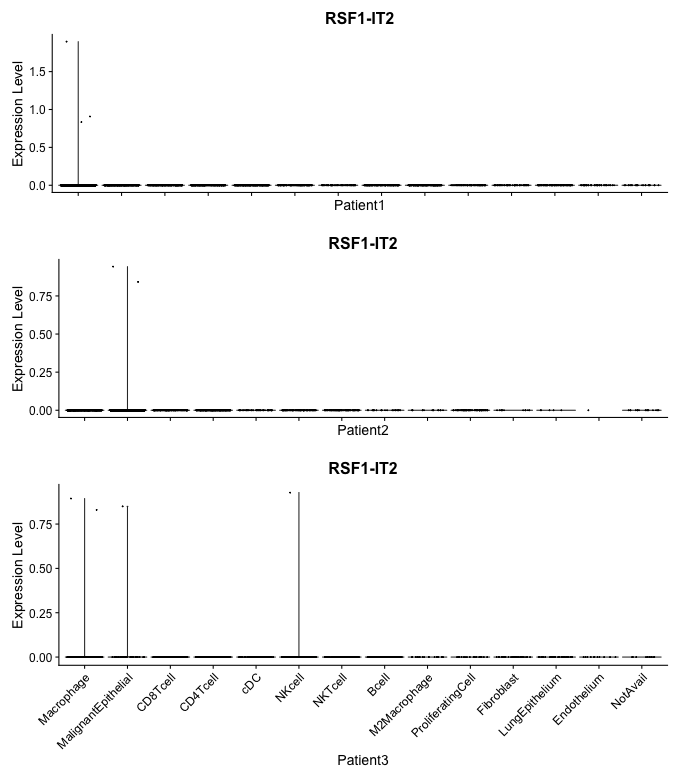 RSF1-IT2
Expression Level
1.5
1.0
0.5
0.0
Patient1
RSF1-IT2
Expression Level
0.75
0.50
0.25
0.00
Patient2
RSF1-IT2
Expression Level
0.75
0.50
0.25
0.00
Macrophage
MalignantEpithelial
CD8Tcell
CD4Tcell
cDC
NKcell
NKTcell
Bcell
M2Macrophage
ProliferatingCell
Fibroblast
LungEpithelium
Endothelium
NotAvail
Patient3